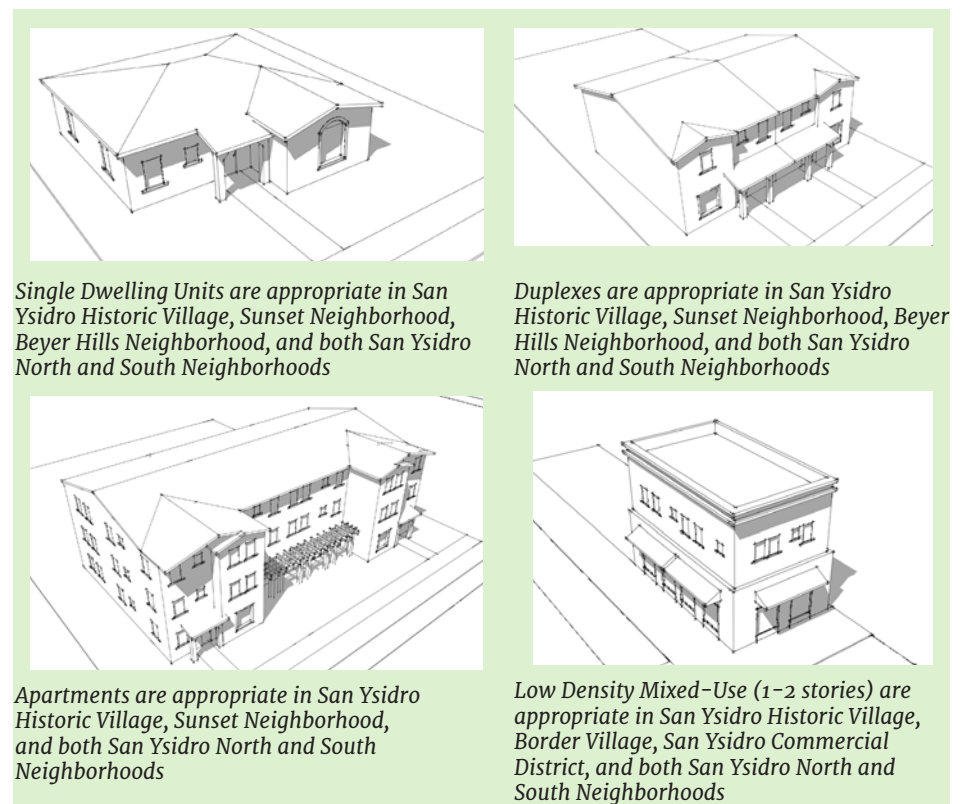 Single Dwelling Units are appropriate in San
Ysidro Historic Village, Sunset Neighborhood,
Beyer Hills Neighborhood, and both San Ysidro
North and South Neighborhoods
Duplexes are appropriate in San Ysidro
Historic Village, Sunset Neighborhood, Beyer
Hills Neighborhood, and both San Ysidro
North and South Neighborhoods
Apartments are appropriate in San Ysidro
Historic Village, Sunset Neighborhood,
and both San Ysidro North and South
Neighborhoods
Low Density Mixed-Use (1-2 stories) are
appropriate in San Ysidro Historic Village,
Border Village, San Ysidro Commercial
District, and both San Ysidro North and
South Neighborhoods